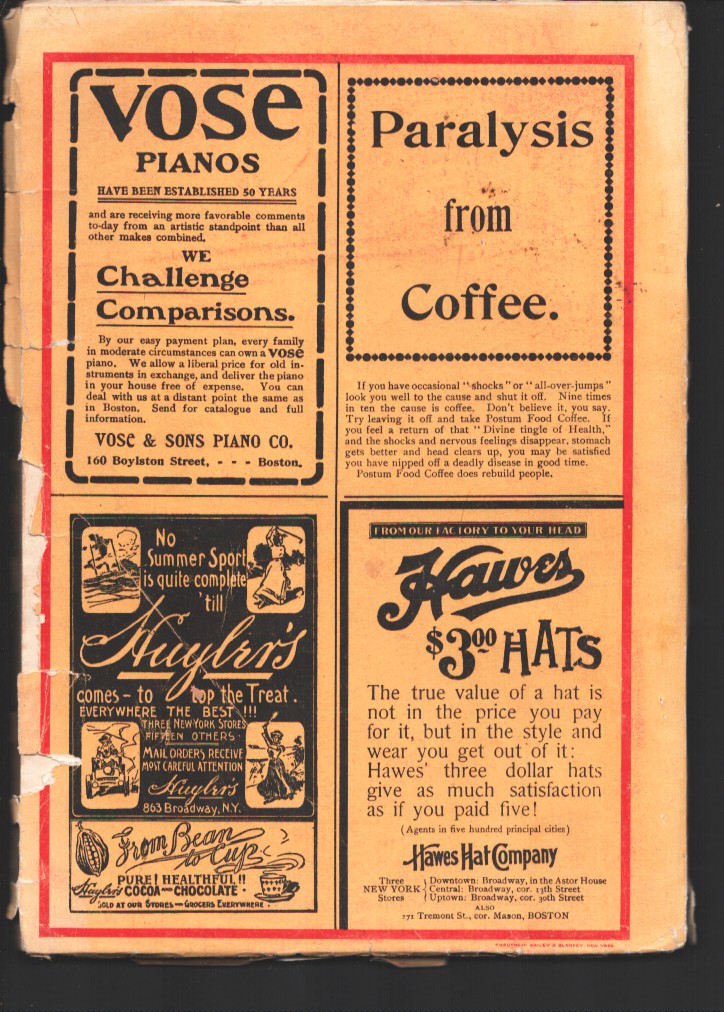 vose
PIANOS
HAVE BEEN ESTABLISHED 50 YEARS
and are receiving more favorable comments
to-day from an artistic standpoint than all
other makes combined.
WE
Challenge
Comparisons.
By our easy payment plan, every family
in moderate circumstances can own a vose
piano. We allow a liberal price for old in-
struments in exchange, and deliver the piano
in your house free of expense. You can
deal with us at a distant point the same as
in Boston. Send for catalogue and full
information.
VOSE & SONS PIANO CO.
160 Boylston Street, - - - Boston.
Paralysis
from
Coffee.
If you have occasional "shocks" or "all-over-jumps"
look you well to the cause and shut it off. Nine times
in ten the cause is coffee. Don't believe it, you say.
Try leaving it off and take Postum Food Coffee. If
you feel a return of that "Divine tingle of Health,"
and the shocks and nervous feelings disappear, stomach
gets better and head clears up, you may be satisfied
you have nipped off a deadly disease in good time.
Postum Food Coffee does rebuild people.
No
Summer Sport
is quite complete
'till
Huyler's
comes - to top the Treat.
EVERYWHERE THE BEST!!!
THREE NEW YORK STORES
FIFTEEN OTHERS.
MAIL ORDERS RECEIVE
MOST CAREFUL ATTENTION
Huyler's
863 Broadway, N.Y.
From Bean
to Cup
PURE! HEALTHFUL!!
Huyler's COCOA AND CHOCOLATE.
SOLD AT OUR STORES AND GROCERS EVERYWHERE.
FROM OUR FACTORY TO YOUR HEAD
Hawes
$3.00 HATS
The true value of a hat is
not in the price you pay
for it, but in the style and
wear you get out of it:
Hawes' three dollar hats
give as much satisfaction
as if you paid five!
(Agents in five hundred principal cities)
Hawes Hat Company
Three NEW YORK Stores
Downtown: Broadway, in the Astor House
Central: Broadway, cor. 13th Street
Uptown: Broadway, cor. 30th Street
ALSO
171 Tremont St., cor. Mason, BOSTON